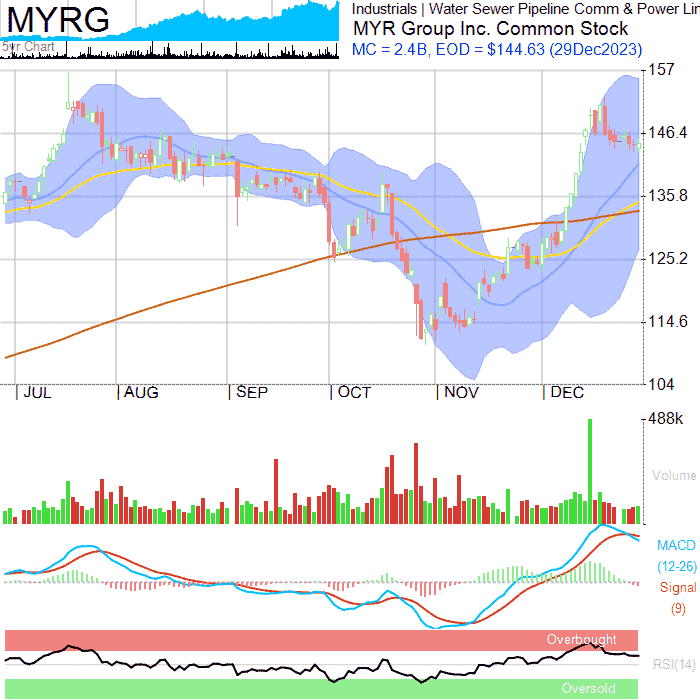 MYRG
5yr Chart
Industrials | Water Sewer Pipeline Comm & Power Lin
MYR Group Inc. Common Stock
MC = 2.4B, EOD = $144.63 (29Dec2023)
157
146.4
135.8
125.2
114.6
104
| JUL | AUG | SEP | OCT | NOV | DEC
488k
Volume
MACD
(12-26)
Signal
(9)
Overbought
RSI(14)
Oversold